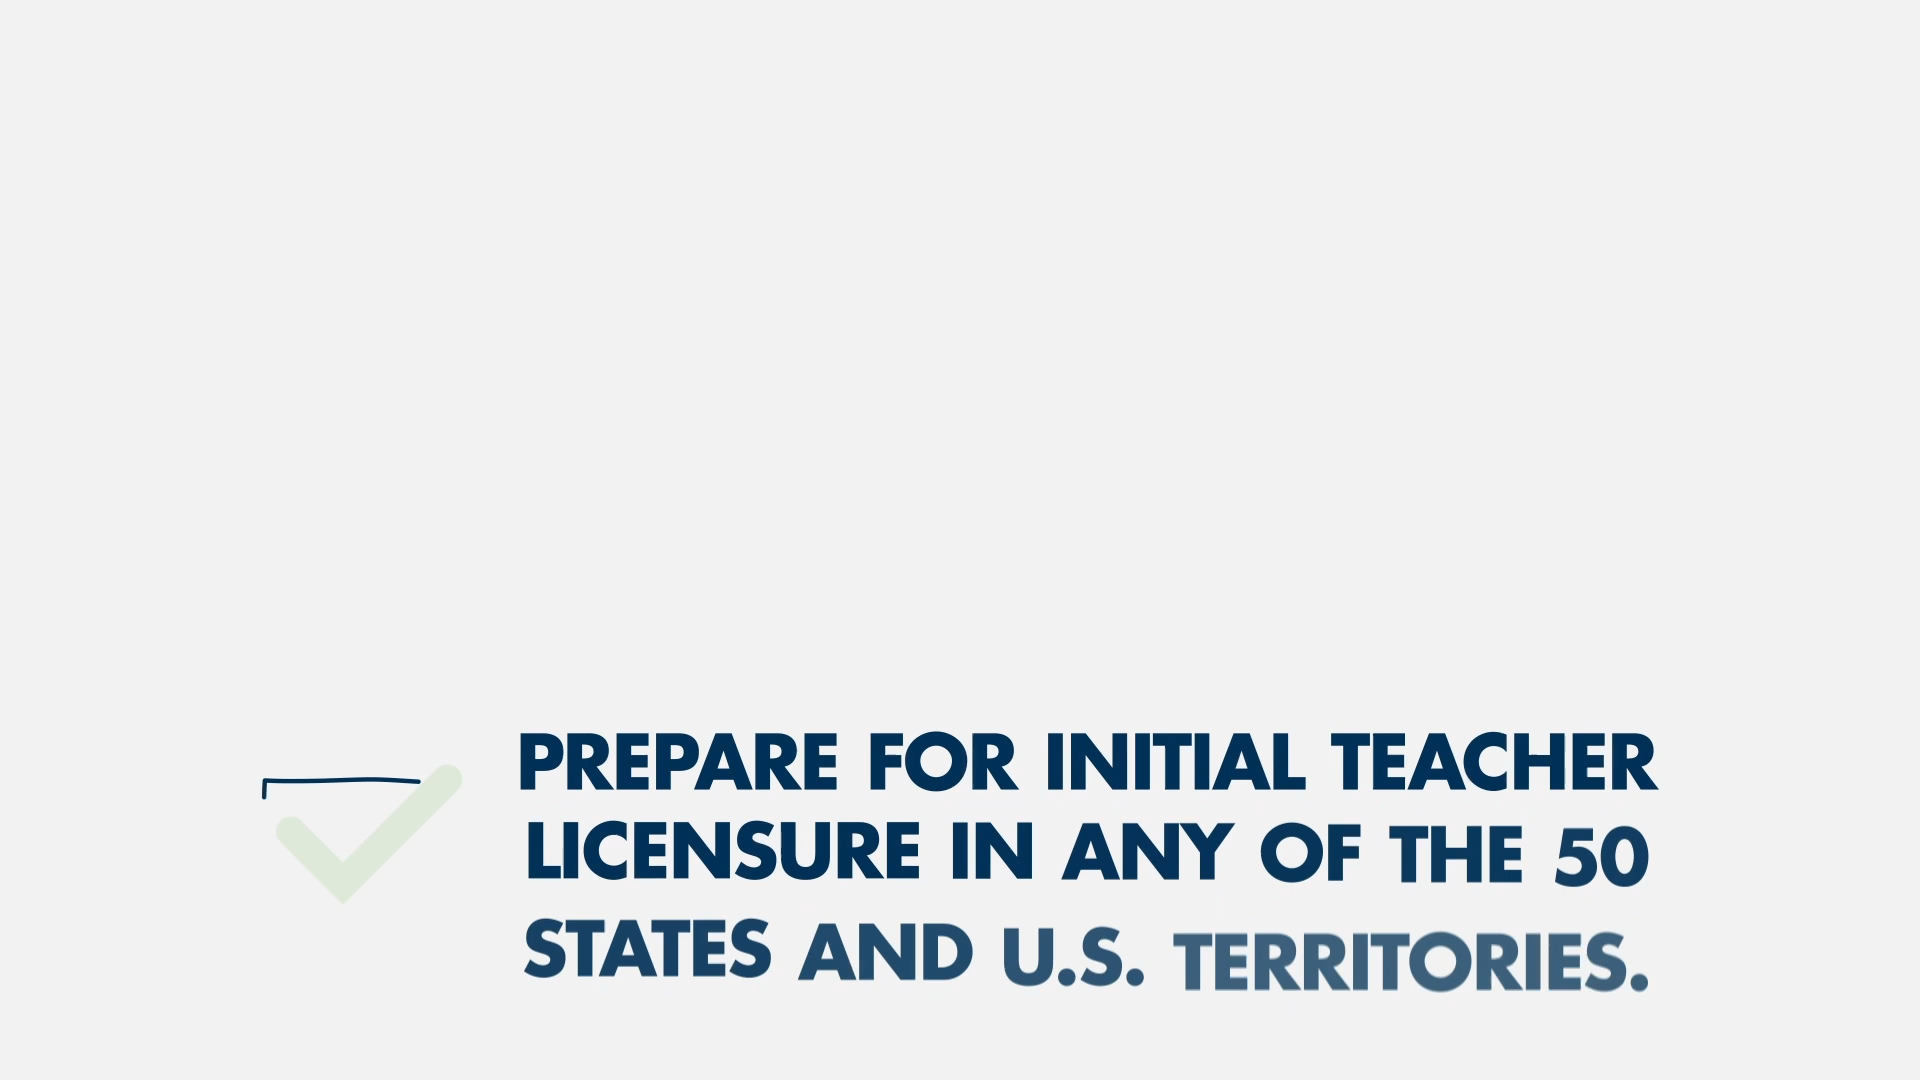 PREPARE FOR INITIAL TEACHER
LICENSURE IN ANY OF THE 50
STATES AND U.S. TERRITORIES.